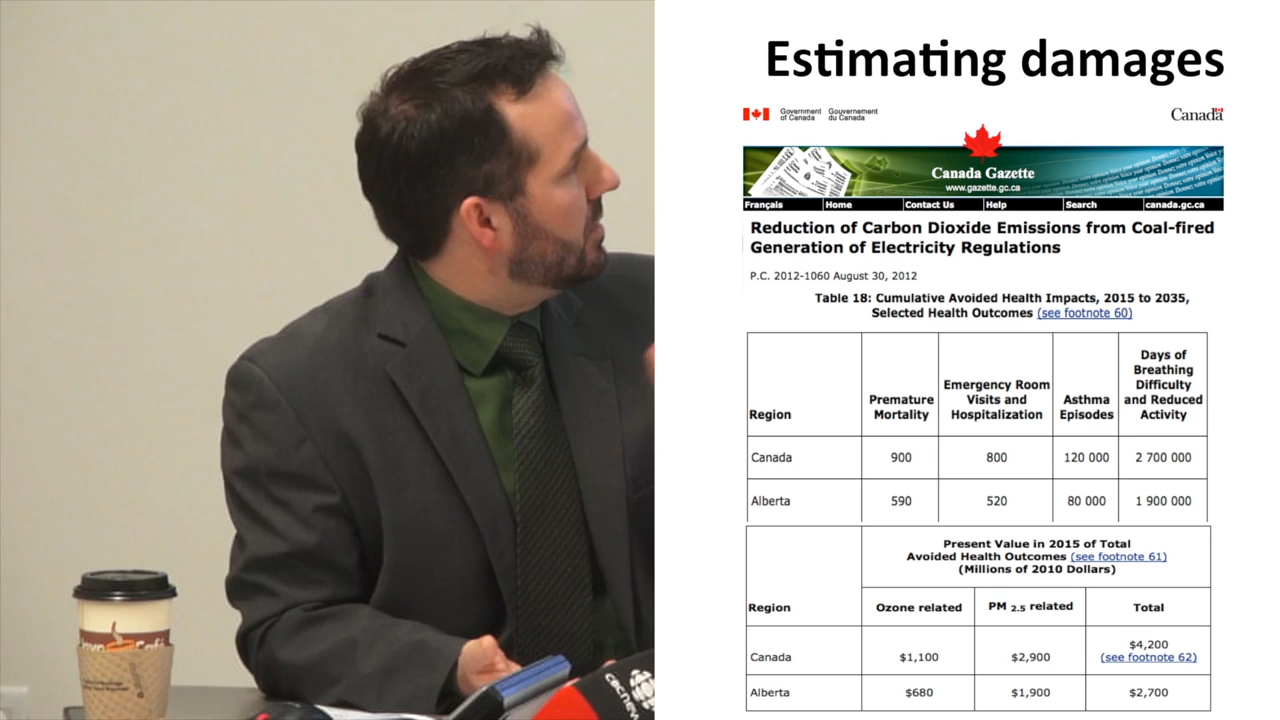 Estimating damages
Government
of Canada
Gouvernement
du Canada
Canada
Canada Gazette
www.gazette.gc.ca
Français Home Contact Us Help Search canada.gc.ca
Reduction of Carbon Dioxide Emissions from Coal-fired
Generation of Electricity Regulations
P.C. 2012-1060 August 30, 2012
Table 18: Cumulative Avoided Health Impacts, 2015 to 2035,
Selected Health Outcomes (see footnote 60)
Region
Premature
Mortality
Emergency Room
Visits and
Hospitalization
Asthma
Episodes
Days of
Breathing
Difficulty
and Reduced
Activity
Canada 900 800 120 000 2 700 000
Alberta 590 520 80 000 1 900 000
Present Value in 2015 of Total
Avoided Health Outcomes (see footnote 61)
(Millions of 2010 Dollars)
Region Ozone related PM 2.5 related Total
Canada $1,100 $2,900 $4,200
(see footnote 62)
Alberta $680 $1,900 $2,700
Java Café